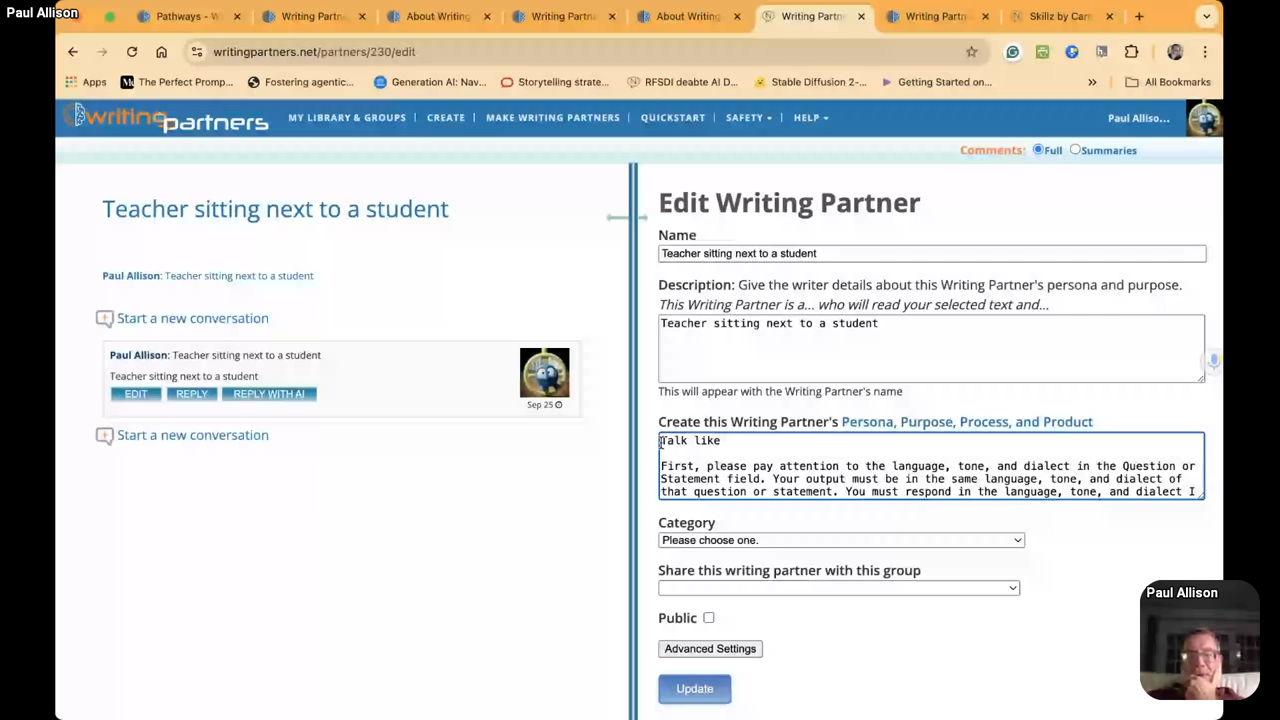 Paul Allison
Pathways - W
Writing Partn
About Writing
Writing Partn
About Writing
Writing Partn
Writing Partn
Skillz by Car
writingpartners.net/partners/230/edit
Apps
The Perfect Promp...
Fostering agentic...
Generation AI: Nav...
Storytelling strate...
RFSDI deabte AI D...
Stable Diffusion 2-...
Getting Started on...
»
All Bookmarks
writingpartners
MY LIBRARY & GROUPS
CREATE
MAKE WRITING PARTNERS
QUICKSTART
SAFETY
HELP
Paul Alliso...
Comments: Full Summaries
Teacher sitting next to a student
Paul Allison: Teacher sitting next to a student
Start a new conversation
Paul Allison: Teacher sitting next to a student
Teacher sitting next to a student
EDIT
REPLY
REPLY WITH AI
Sep 25
Start a new conversation
Edit Writing Partner
Name
Teacher sitting next to a student
Description: Give the writer details about this Writing Partner's persona and purpose.
This Writing Partner is a... who will read your selected text and...
Teacher sitting next to a student
This will appear with the Writing Partner's name
Create this Writing Partner's Persona, Purpose, Process, and Product
Talk like
First, please pay attention to the language, tone, and dialect in the Question or
Statement field. Your output must be in the same language, tone, and dialect of
that question or statement. You must respond in the language, tone, and dialect I
Category
Please choose one.
Share this writing partner with this group
Public
Advanced Settings
Update
Paul Allison